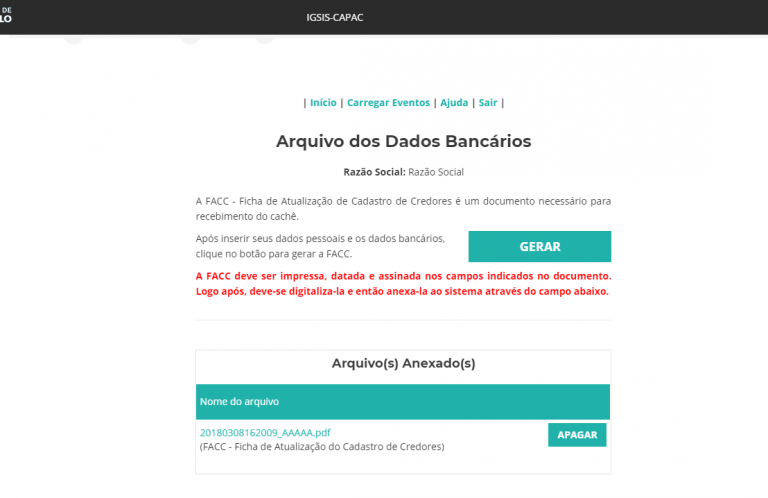 DE
LO
IGSIS-CAPAC
| Início | Carregar Eventos | Ajuda | Sair |
Arquivo dos Dados Bancários
Razão Social: Razão Social
A FACC - Ficha de Atualização de Cadastro de Credores é um documento necessário para
recebimento do cachê.
Após inserir seus dados pessoais e os dados bancários,
clique no botão para gerar a FACC.
GERAR
A FACC deve ser impressa, datada e assinada nos campos indicados no documento.
Logo após, deve-se digitaliza-la e então anexa-la ao sistema através do campo abaixo.
Arquivo(s) Anexado(s)
Nome do arquivo
20180308162009_AAAAA.pdf
(FACC - Ficha de Atualização do Cadastro de Credores)
APAGAR